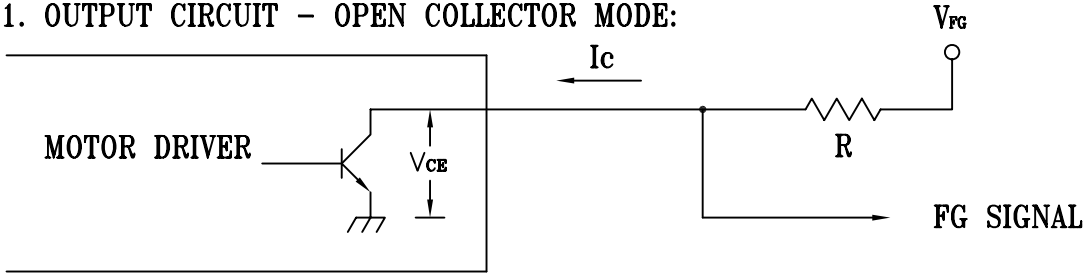 1. OUTPUT CIRCUIT – OPEN COLLECTOR MODE:
VFG
Ic
MOTOR DRIVER
VCE
R
FG SIGNAL